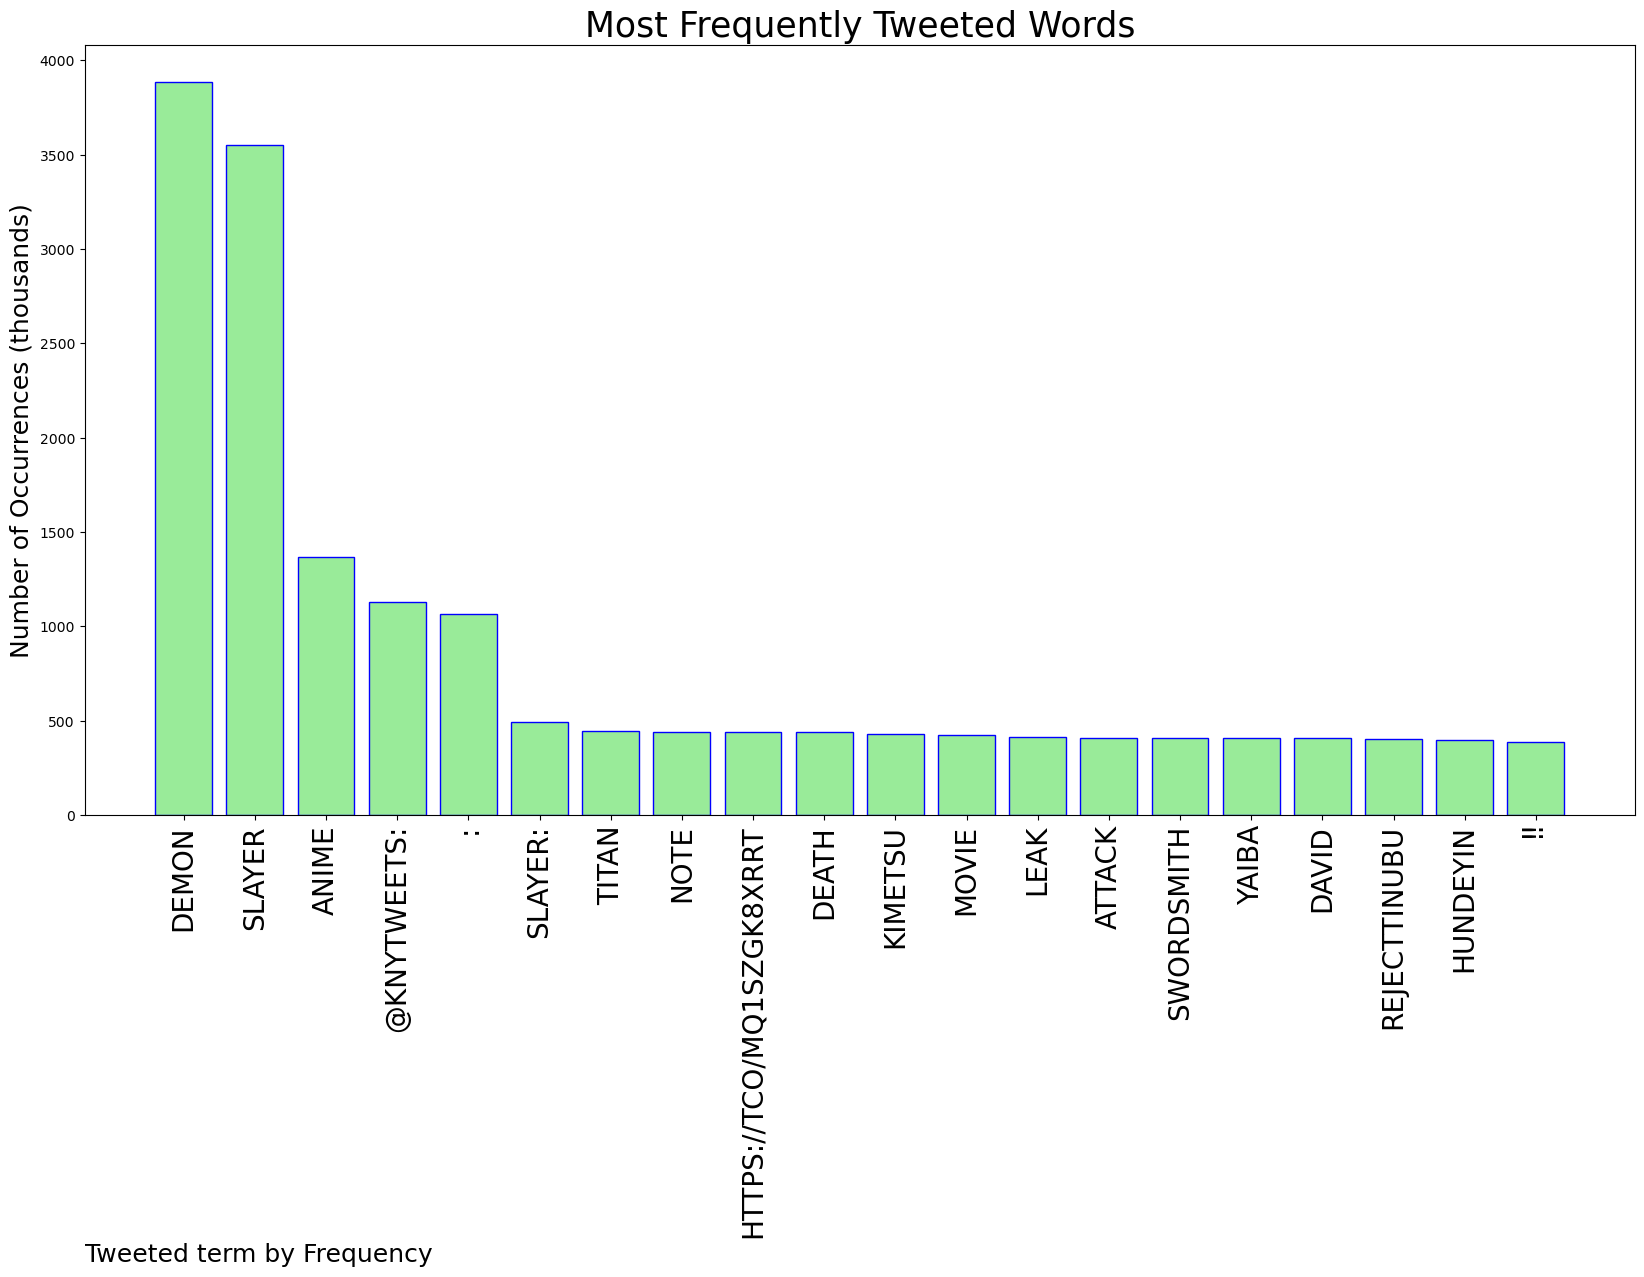 Most Frequently Tweeted Words
Number of Occurrences (thousands)
4000
3500
3000
2500
2000
1500
1000
500
0
DEMON
SLAYER
ANIME
@KNYTWEETS:
:
SLAYER:
TITAN
NOTE
HTTPS://TCO/MQ1SZGK8XRRT
DEATH
KIMETSU
MOVIE
LEAK
ATTACK
SWORDSMITH
YAIBA
DAVID
REJECTTINUBU
HUNDEYIN
‼
Tweeted term by Frequency